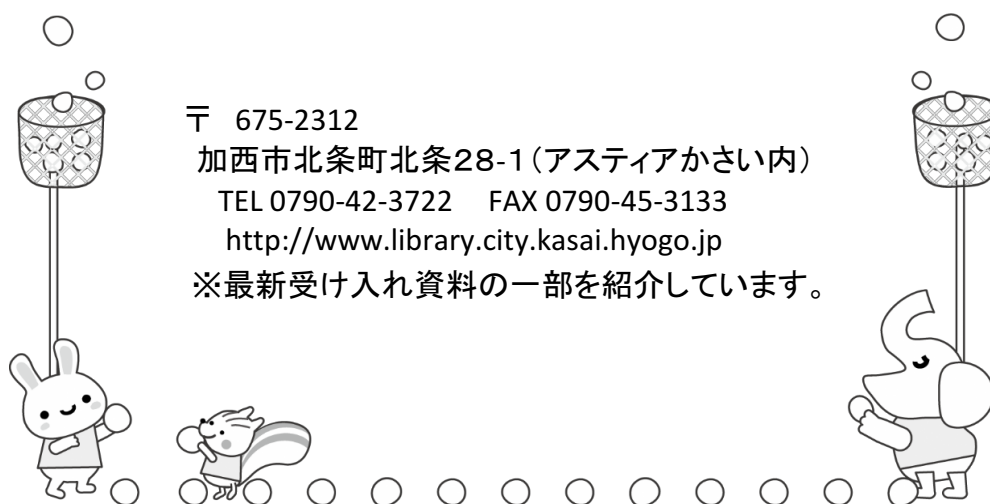 〒 675-2312
加西市北条町北条28-1(アスティアかさい内)
TEL 0790-42-3722 FAX 0790-45-3133
http://www.library.city.kasai.hyogo.jp
※最新受け入れ資料の一部を紹介しています。